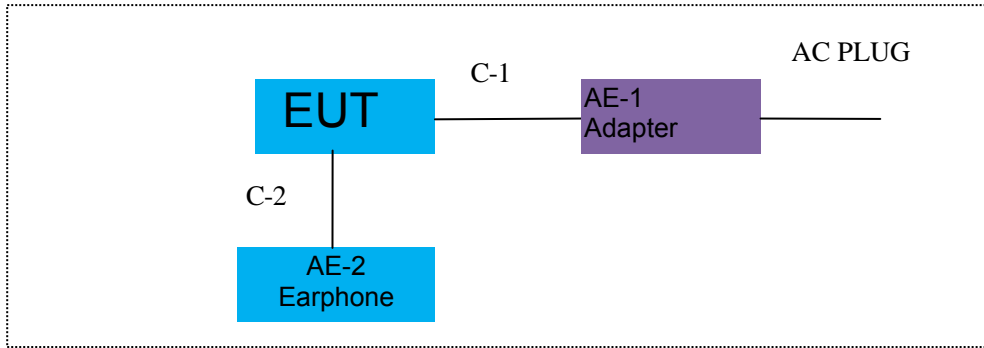 AC PLUG
C-1
EUT
AE-1
Adapter
C-2
AE-2
Earphone